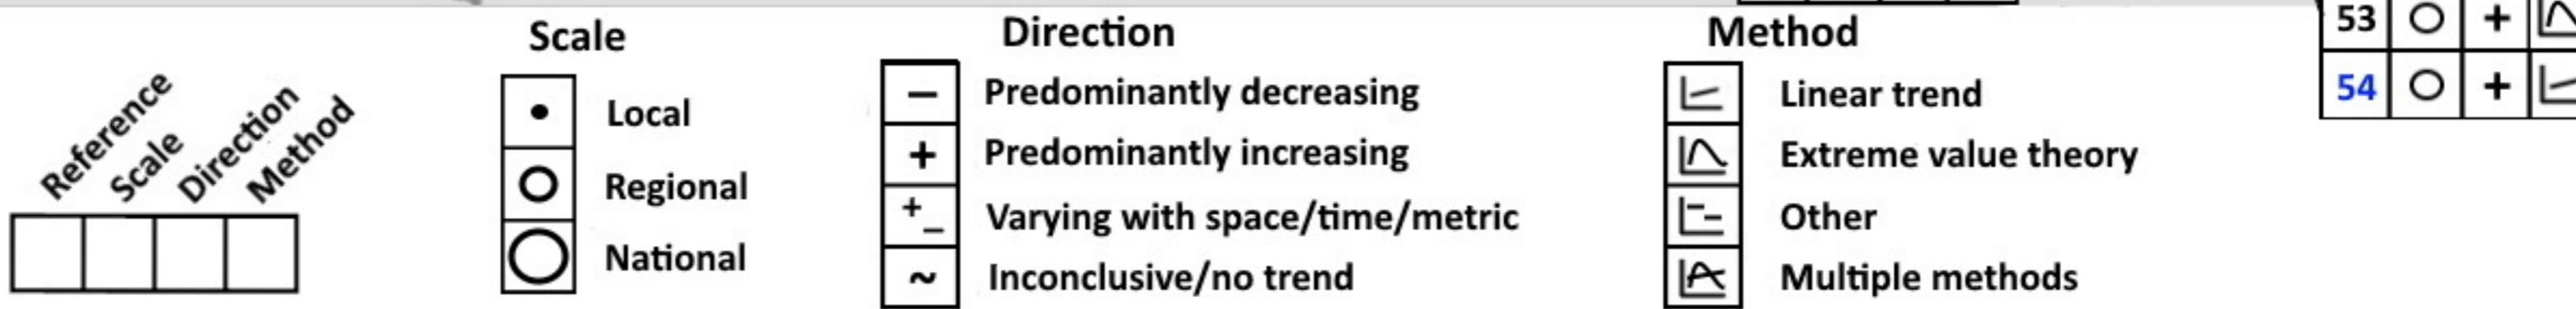 Reference
Scale
Direction
Method
Scale
Local
Regional
National
Direction
− Predominantly decreasing
+ Predominantly increasing
+− Varying with space/time/metric
~ Inconclusive/no trend
Method
Linear trend
Extreme value theory
Other
Multiple methods
53 +
54 +